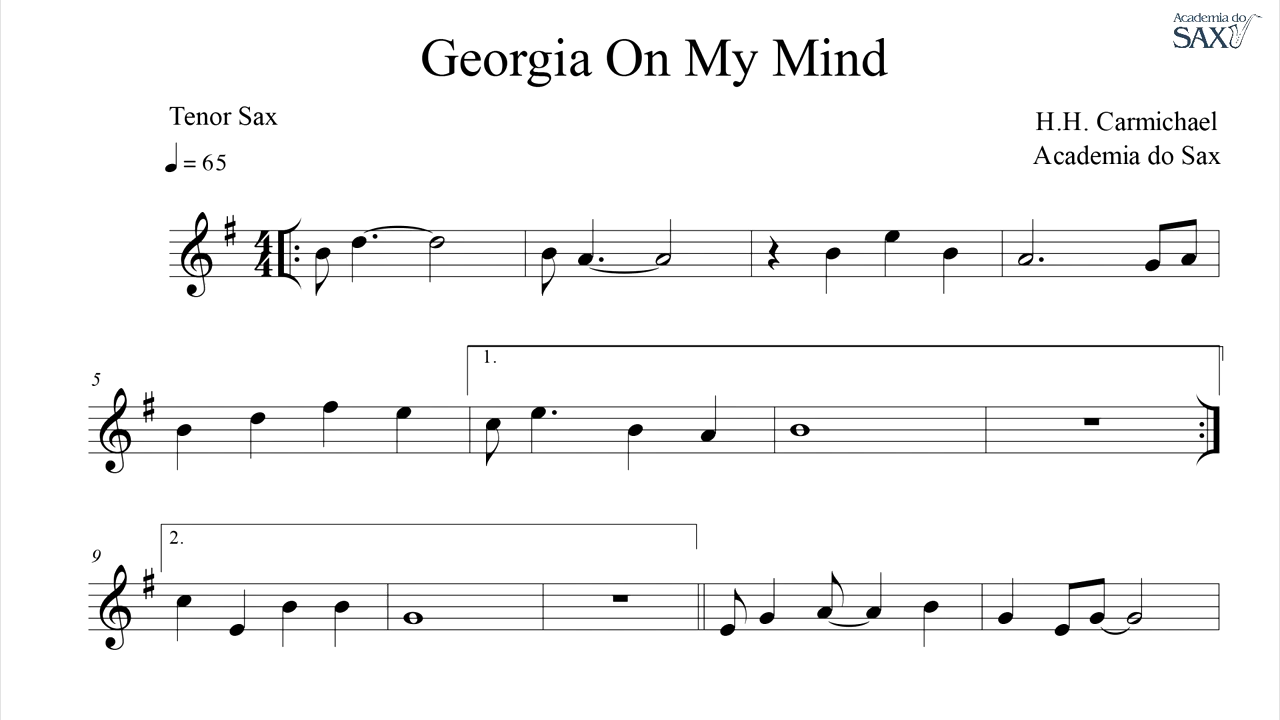 Academia do
SAX
Georgia On My Mind
Tenor Sax
H.H. Carmichael
= 65
Academia do Sax
4
4
5
1.
9
2.